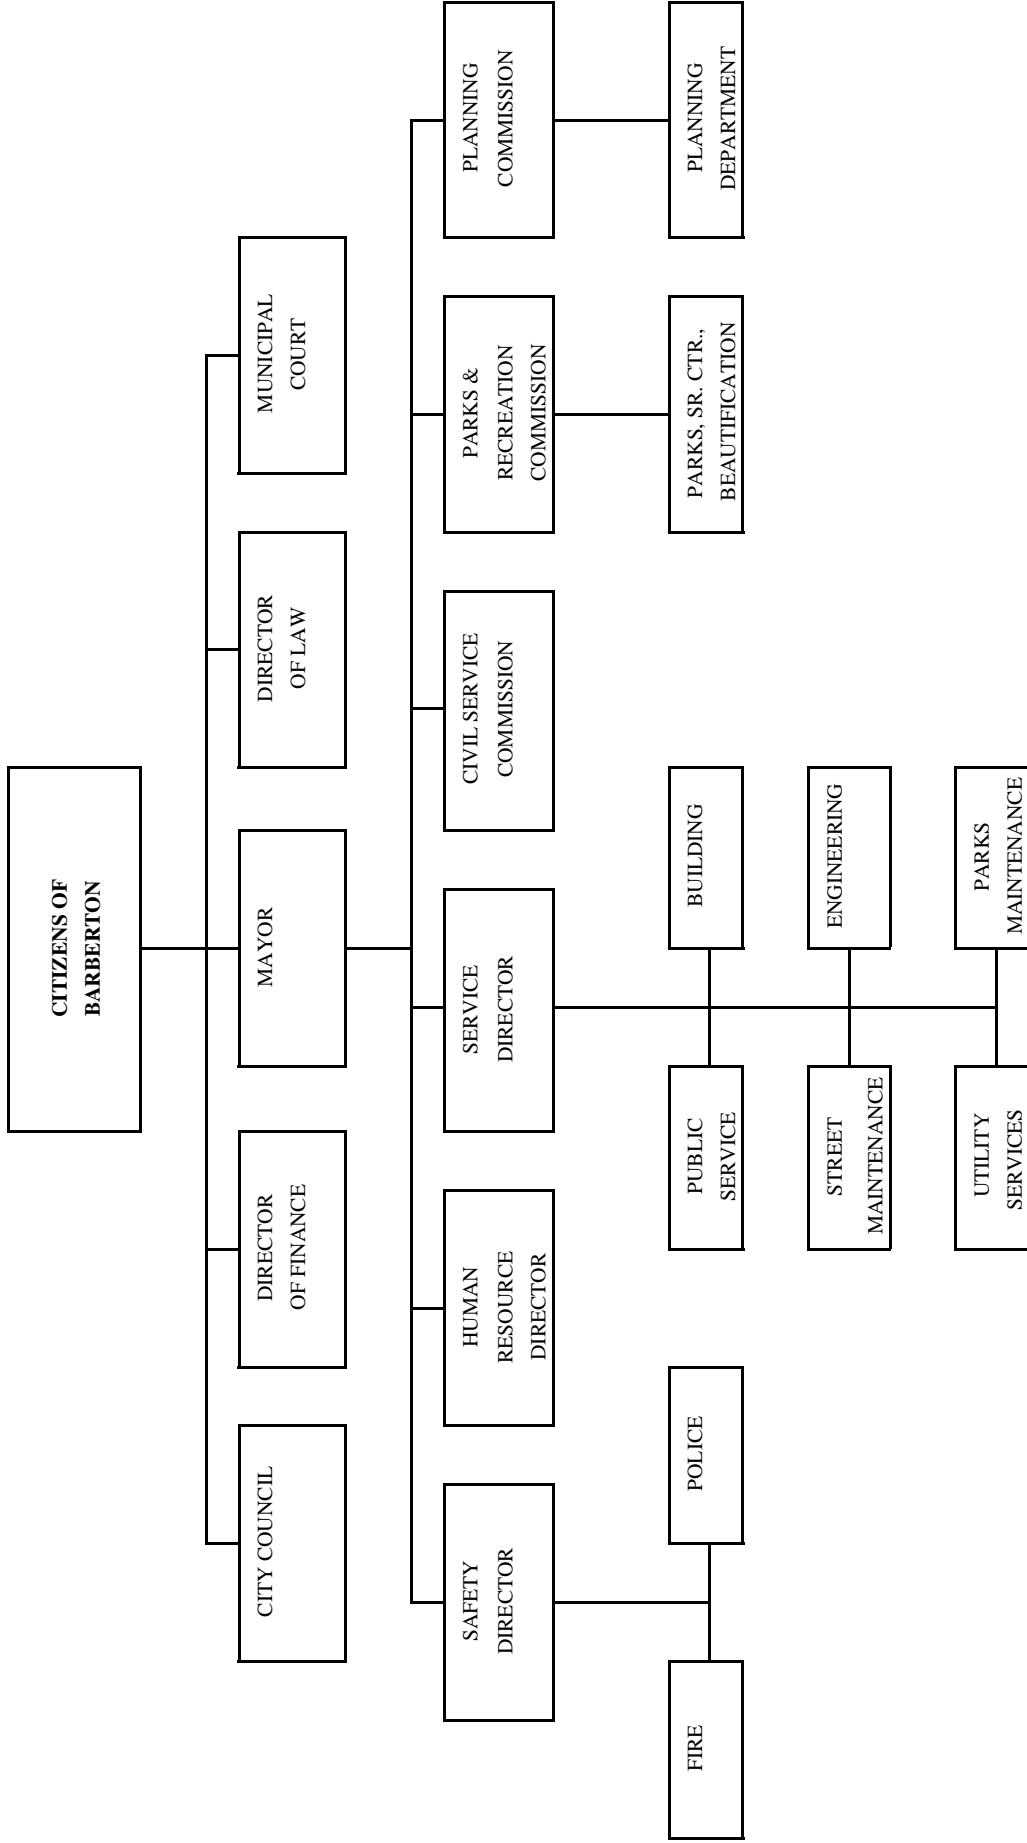 CITIZENS OF
BARBERTON
CITY COUNCIL
DIRECTOR
OF FINANCE
MAYOR
DIRECTOR
OF LAW
MUNICIPAL
COURT
SAFETY
DIRECTOR
HUMAN
RESOURCE
DIRECTOR
SERVICE
DIRECTOR
CIVIL SERVICE
COMMISSION
PARKS &
RECREATION
COMMISSION
PLANNING
COMMISSION
FIRE
POLICE
PUBLIC
SERVICE
BUILDING
PARKS, SR. CTR.,
BEAUTIFICATION
PLANNING
DEPARTMENT
STREET
MAINTENANCE
ENGINEERING
UTILITY
SERVICES
PARKS
MAINTENANCE